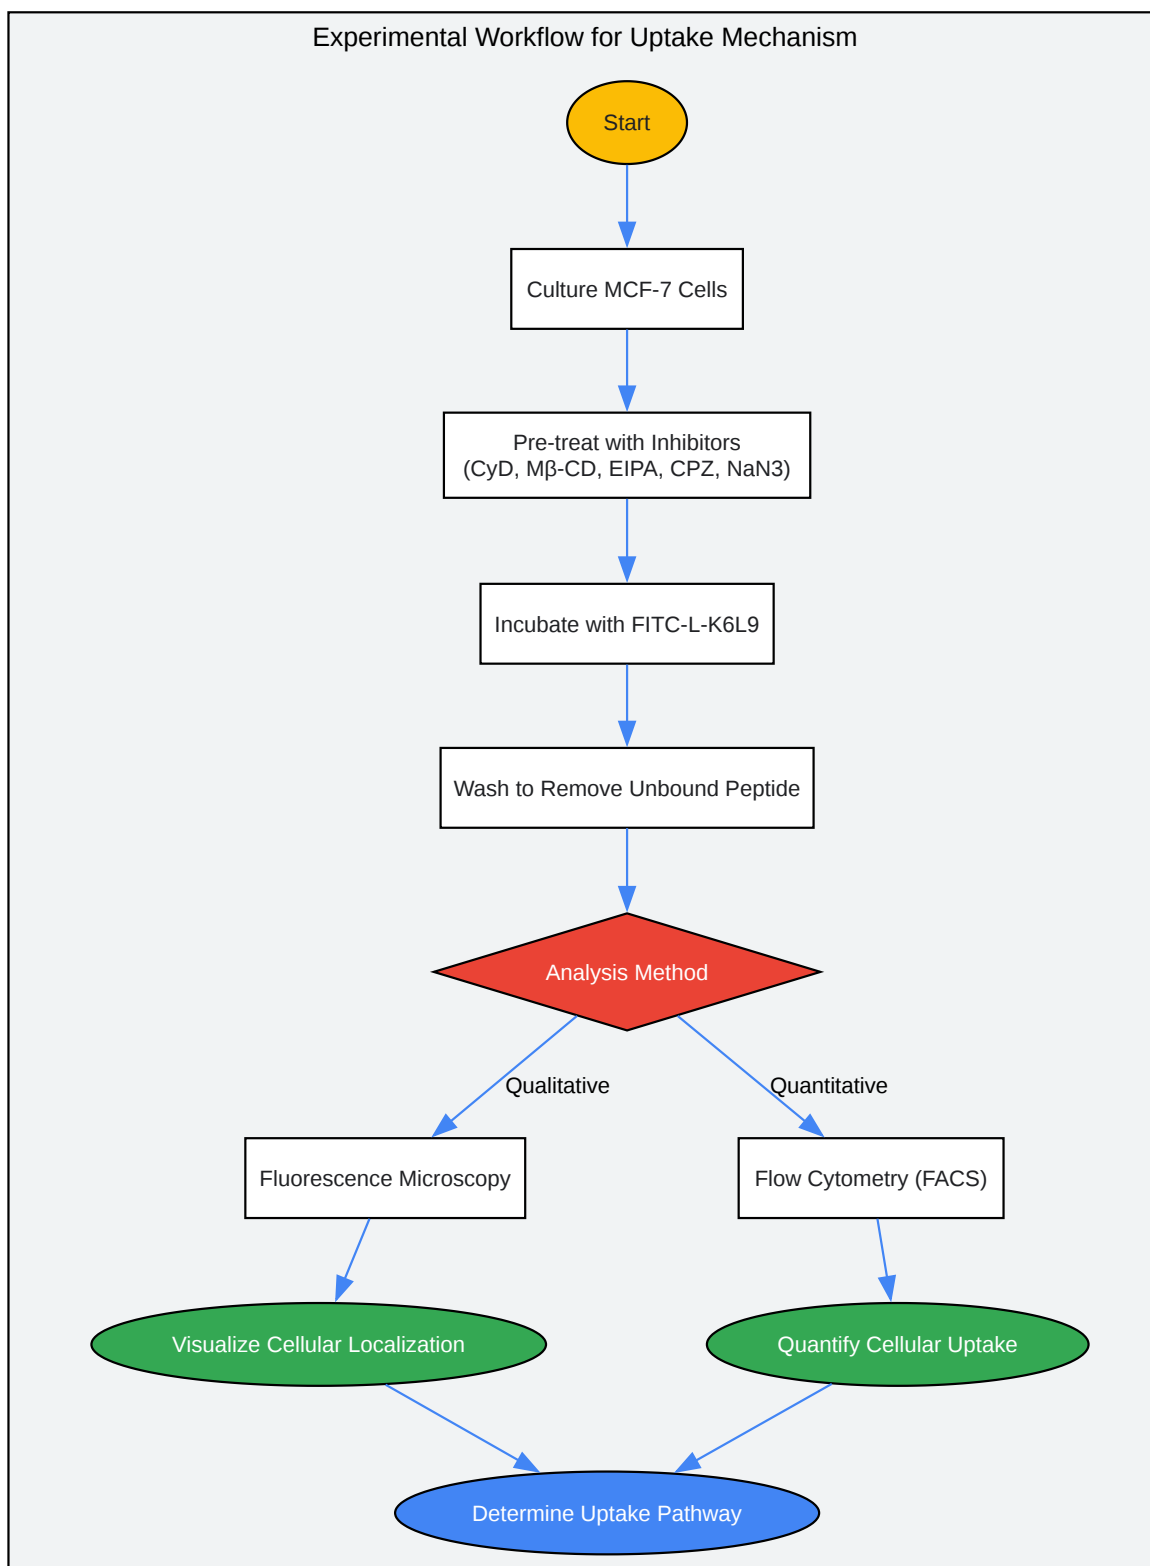 Experimental Workflow for Uptake Mechanism
Start
Culture MCF-7 Cells
Pre-treat with Inhibitors
(CyD, Mβ-CD, EIPA, CPZ, NaN3)
Incubate with FITC-L-K6L9
Wash to Remove Unbound Peptide
Analysis Method
Qualitative
Quantitative
Fluorescence Microscopy
Flow Cytometry (FACS)
Visualize Cellular Localization
Quantify Cellular Uptake
Determine Uptake Pathway